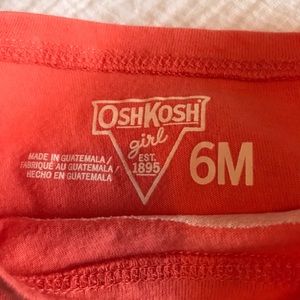 OSHKOSH
girl
EST.
1895
6M
MADE IN GUATEMALA/
FABRIQUÉ AU GUATEMALA/
HECHO EN GUATEMALA